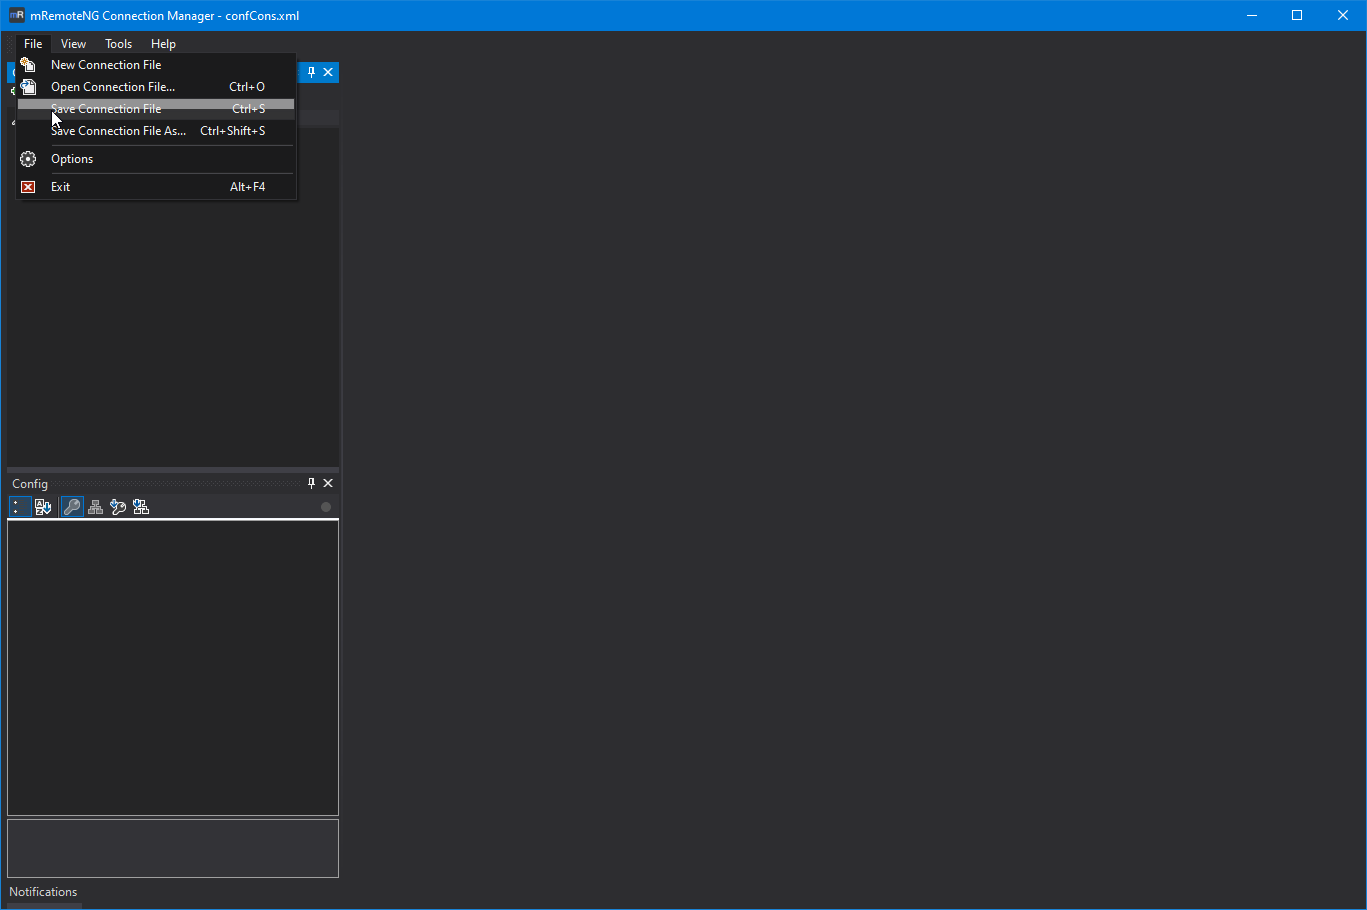 mR mRemoteNG Connection Manager - confCons.xml
File View Tools Help
New Connection File
Open Connection File... Ctrl+O
Save Connection File Ctrl+S
Save Connection File As... Ctrl+Shift+S
Options
Exit Alt+F4
Config
Notifications